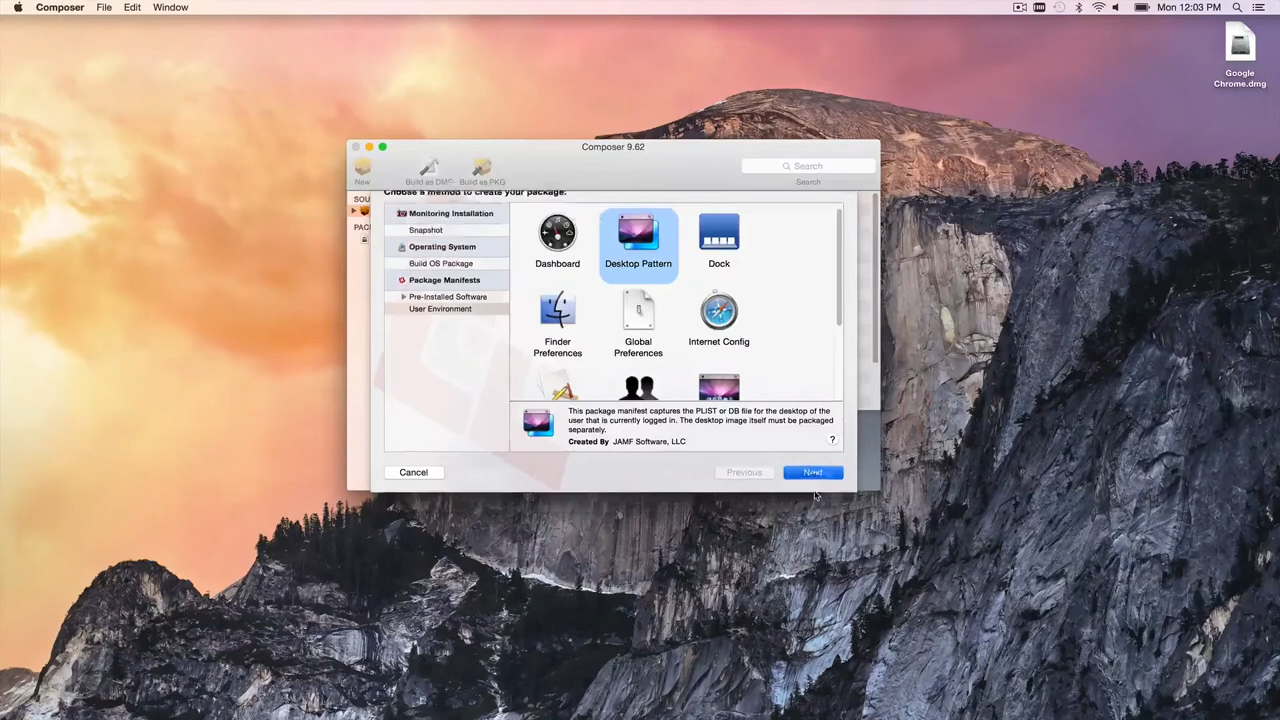 Composer File Edit Window
Mon 12:03 PM
Google
Chrome.dmg
Composer 9.62
New
Build as DMG
Build as PKG
Search
Search
Choose a method to create your package:
SOU
PAC
Monitoring Installation
Snapshot
Operating System
Build OS Package
Package Manifests
Pre-Installed Software
User Environment
Dashboard
Desktop Pattern
Dock
Finder
Preferences
Global
Preferences
Internet Config
This package manifest captures the PLIST or DB file for the desktop of the
user that is currently logged in. The desktop image itself must be packaged
separately.
Created By JAMF Software, LLC
?
Cancel
Previous
Next